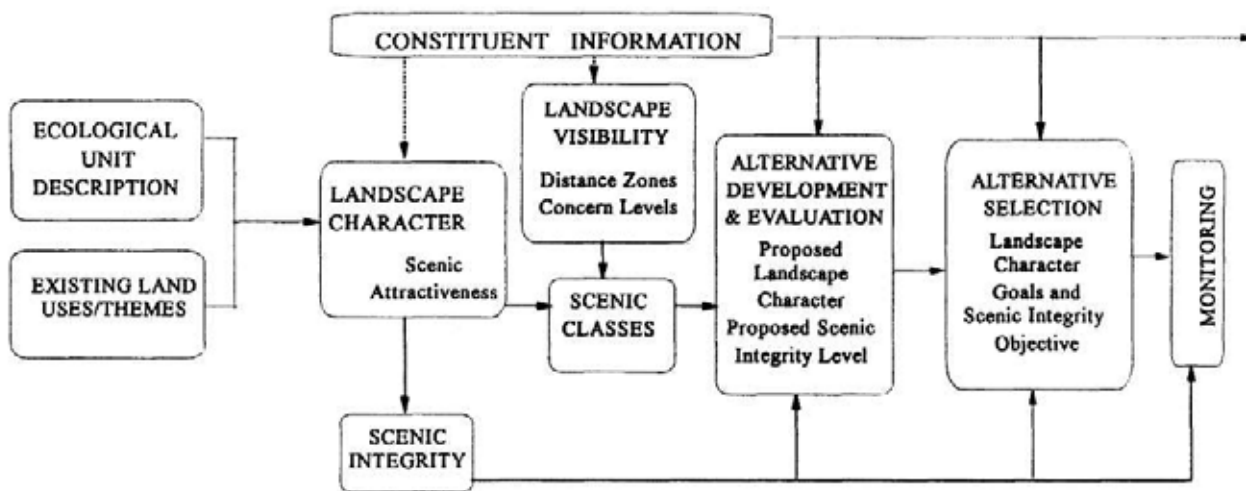 CONSTITUENT INFORMATION
ECOLOGICAL
UNIT
DESCRIPTION
EXISTING LAND
USES/THEMES
LANDSCAPE
CHARACTER
Scenic
Attractiveness
LANDSCAPE
VISIBILITY
Distance Zones
Concern Levels
SCENIC
CLASSES
SCENIC
INTEGRITY
ALTERNATIVE
DEVELOPMENT
& EVALUATION
Proposed
Landscape
Character
Proposed Scenic
Integrity Level
ALTERNATIVE
SELECTION
Landscape
Character
Goals and
Scenic Integrity
Objective
MONITORING